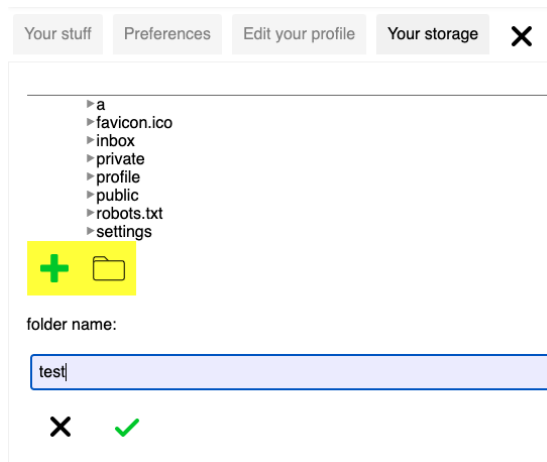 Your stuff Preferences Edit your profile Your storage
a
favicon.ico
inbox
private
profile
public
robots.txt
settings
folder name:
test